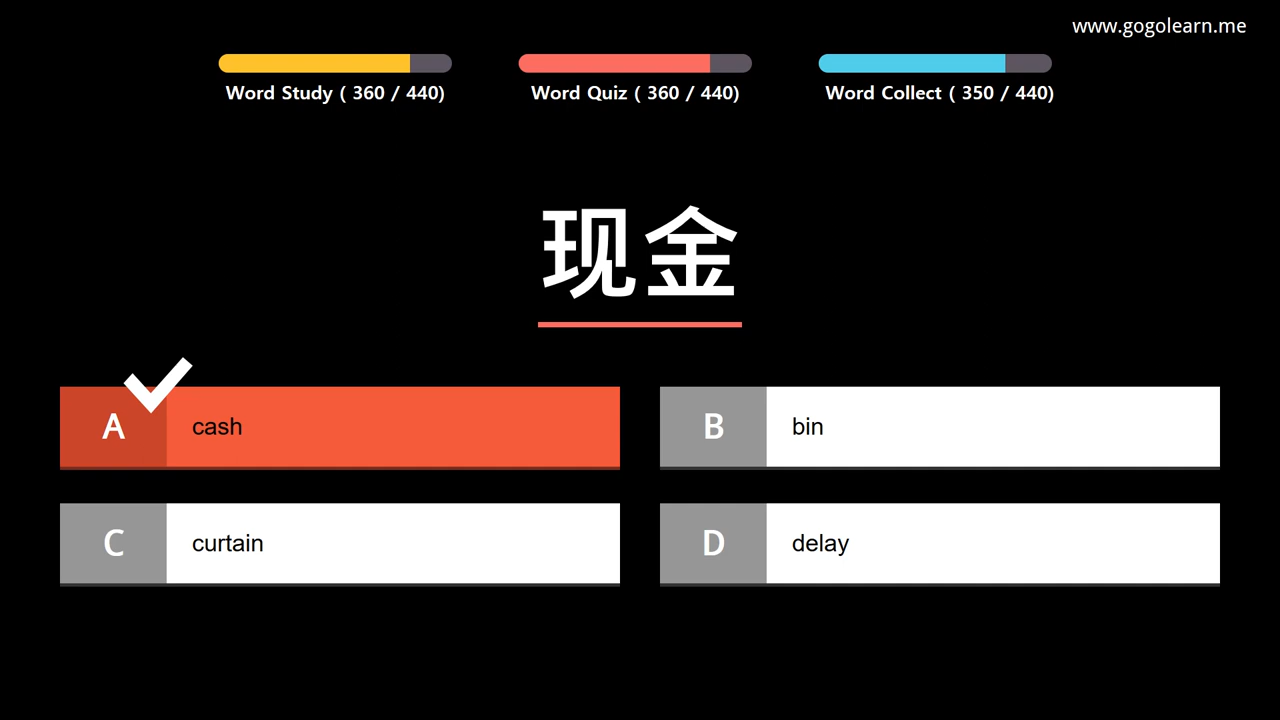 www.gogolearn.me
Word Study ( 360 / 440)
Word Quiz ( 360 / 440)
Word Collect ( 350 / 440)
现金
A cash
B bin
C curtain
D delay